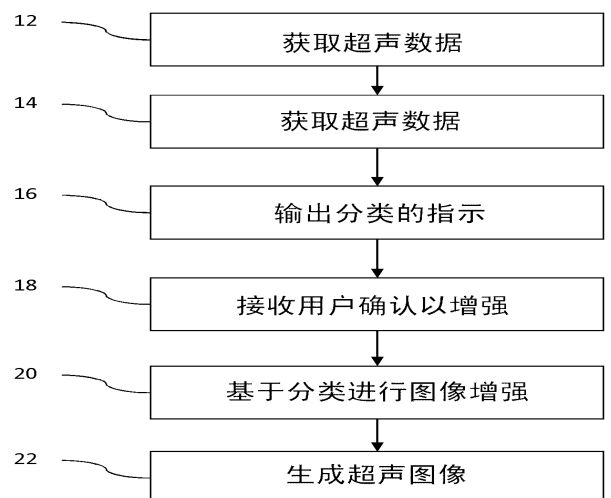 12 获取超声数据
14 获取超声数据
16 输出分类的指示
18 接收用户确认以增强
20 基于分类进行图像增强
22 生成超声图像